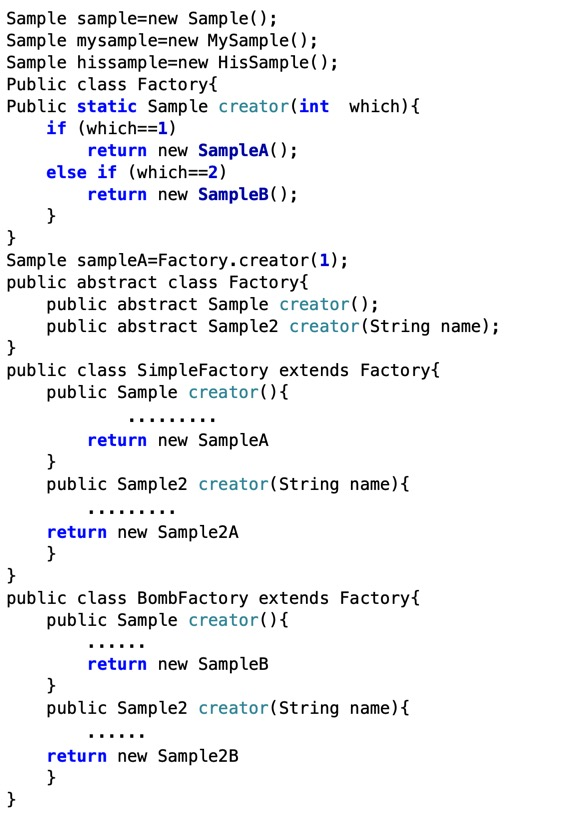 Sample sample=new Sample();
Sample mysample=new MySample();
Sample hissample=new HisSample();
Public class Factory{
Public static Sample creator(int  which){
    if (which==1)
        return new SampleA();
    else if (which==2)
        return new SampleB();
    }
}
Sample sampleA=Factory.creator(1);
public abstract class Factory{
    public abstract Sample creator();
    public abstract Sample2 creator(String name);
}
public class SimpleFactory extends Factory{
    public Sample creator(){
            .........
        return new SampleA
    }
    public Sample2 creator(String name){
        .........
    return new Sample2A
    }
}
public class BombFactory extends Factory{
    public Sample creator(){
        ......
        return new SampleB
    }
    public Sample2 creator(String name){
        ......
    return new Sample2B
    }
}